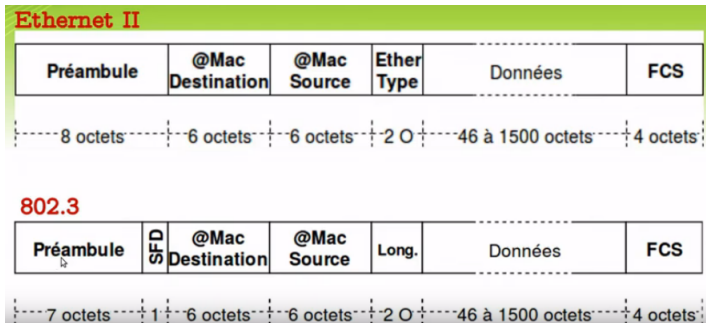 Ethernet II
Préambule @Mac Destination @Mac Source Ether Type Données FCS
8 octets 6 octets 6 octets 2 O 46 à 1500 octets 4 octets
802.3
Préambule SFD @Mac Destination @Mac Source Long. Données FCS
7 octets 1 6 octets 6 octets 2 O 46 à 1500 octets 4 octets